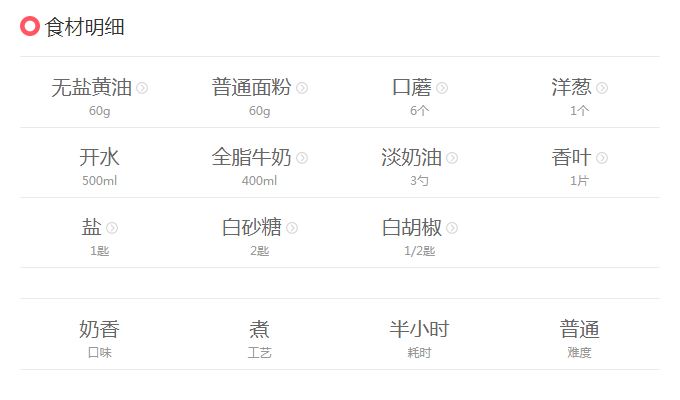 食材明细
无盐黄油 普通面粉 口蘑 洋葱
60g 60g 6个 1个
开水 全脂牛奶 淡奶油 香叶
500ml 400ml 3勺 1片
盐 白砂糖 白胡椒
1匙 2匙 1/2匙
奶香 煮 半小时 普通
口味 工艺 耗时 难度